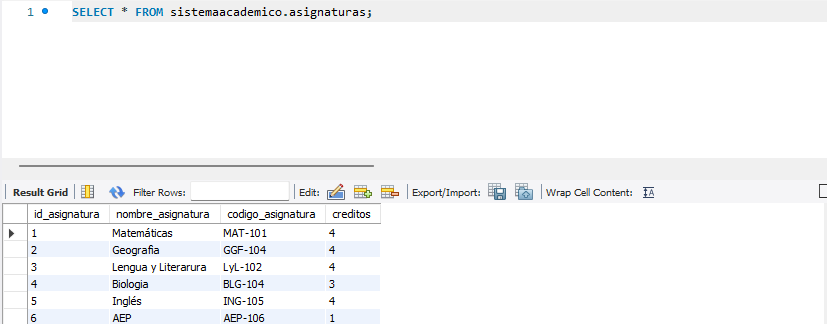 1 SELECT * FROM sistemaacademico.asignaturas;
Result Grid Filter Rows: Edit: Export/Import: Wrap Cell Content: IA
id_asignatura nombre_asignatura codigo_asignatura creditos
1 Matemáticas MAT-101 4
2 Geografia GGF-104 4
3 Lengua y Literarura LyL-102 4
4 Biologia BLG-104 3
5 Inglés ING-105 4
6 AEP AEP-106 1